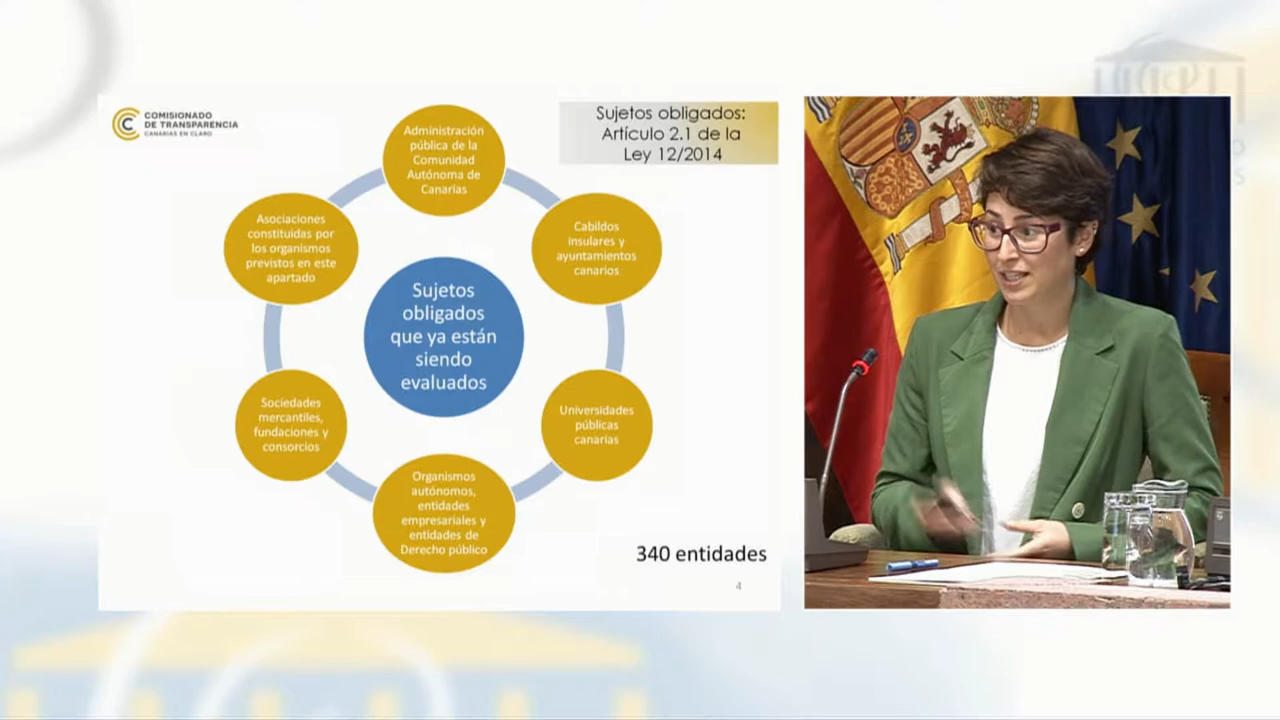 COMISIONADO
DE TRANSPARENCIA
CANARIAS EN CLARO
Sujetos obligados:
Artículo 2.1 de la
Ley 12/2014
Administración
pública de la
Comunidad
Autónoma de
Canarias
Cabildos
insulares y
ayuntamientos
canarios
Universidades
públicas
canarias
Organismos
autónomos,
entidades
empresariales y
entidades de
Derecho público
Sociedades
mercantiles,
fundaciones y
consorcios
Asociaciones
constituidas por
los organismos
previstos en este
apartado
Sujetos
obligados
que ya están
siendo
evaluados
340 entidades
4